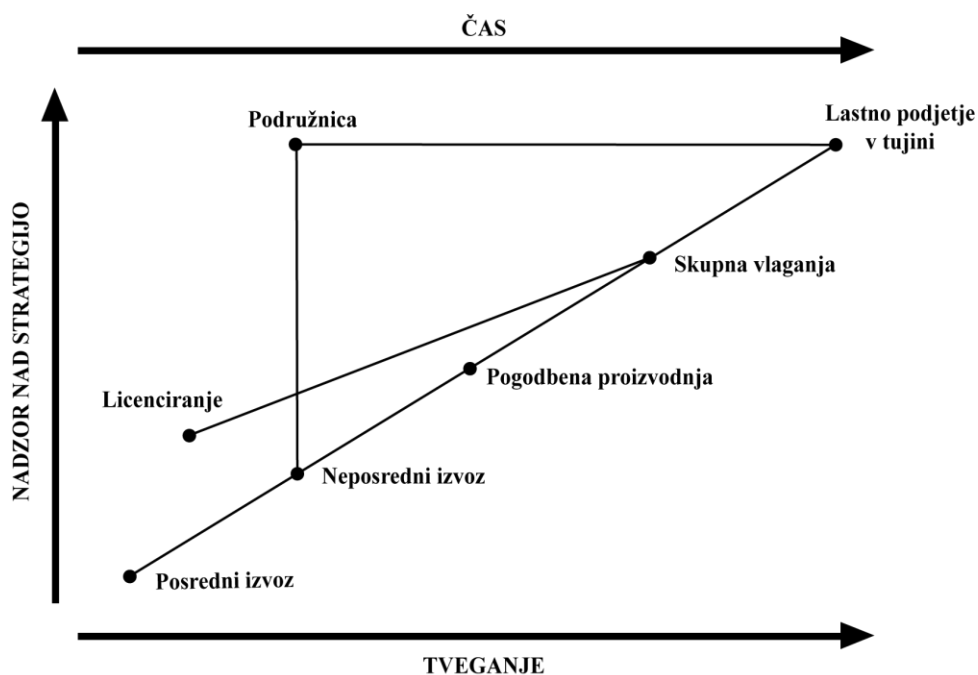 ČAS
Podružnica
Lastno podjetje
v tujini
NADZOR NAD STRATEGIJO
Skupna vlaganja
Pogodbena proizvodnja
Licenciranje
Neposredni izvoz
Posredni izvoz
TVEGANJE